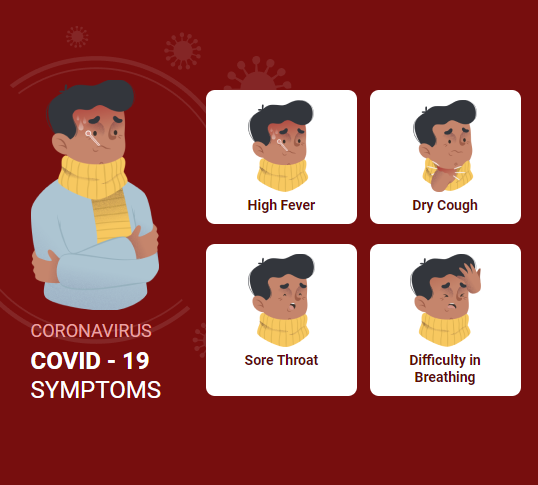 CORONAVIRUS
COVID - 19
SYMPTOMS
High Fever
Dry Cough
Sore Throat
Difficulty in
Breathing